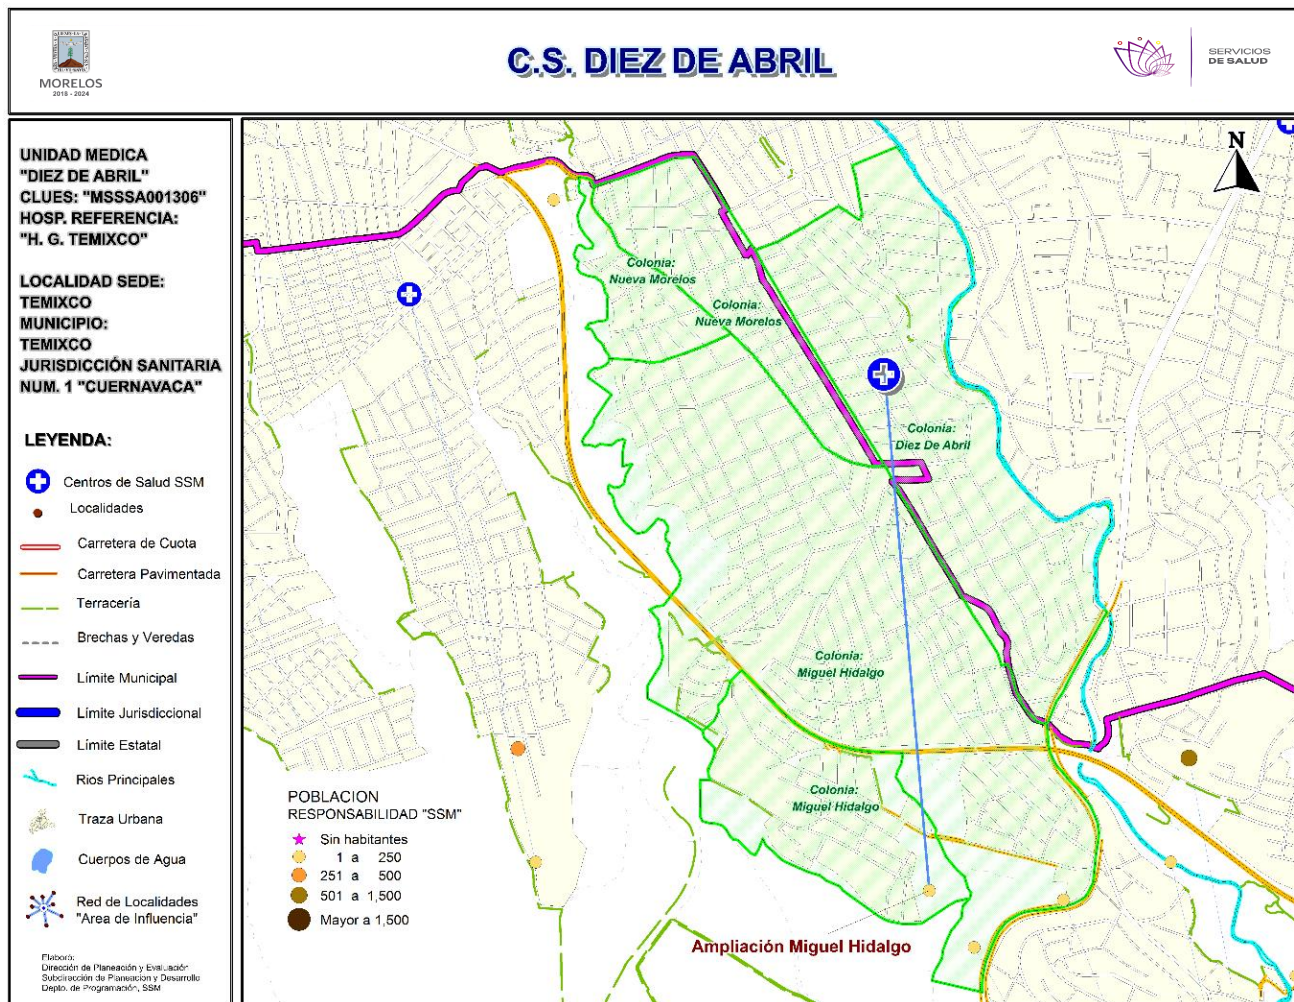 MORELOS
2018 - 2024
C.S. DIEZ DE ABRIL
SERVICIOS
DE SALUD
UNIDAD MEDICA
"DIEZ DE ABRIL"
CLUES: "MSSSA001306"
HOSP. REFERENCIA:
"H. G. TEMIXCO"
LOCALIDAD SEDE:
TEMIXCO
MUNICIPIO:
TEMIXCO
JURISDICCIÓN SANITARIA
NUM. 1 "CUERNAVACA"
LEYENDA:
Centros de Salud SSM
Localidades
Carretera de Cuota
Carretera Pavimentada
Terracería
Brechas y Veredas
Límite Municipal
Límite Jurisdiccional
Límite Estatal
Rios Principales
Traza Urbana
Cuerpos de Agua
Red de Localidades
"Area de Influencia"
Elaboró:
Dirección de Planeación y Evaluación
Subdirección de Planeacion y Desarrollo
Depto. de Programación, SSM
N
Colonia:
Nueva Morelos
Colonia:
Nueva Morelos
Colonia:
Diez De Abril
Colonia:
Miguel Hidalgo
Colonia:
Miguel Hidalgo
Ampliación Miguel Hidalgo
POBLACION
RESPONSABILIDAD "SSM"
Sin habitantes
1 a 250
251 a 500
501 a 1,500
Mayor a 1,500